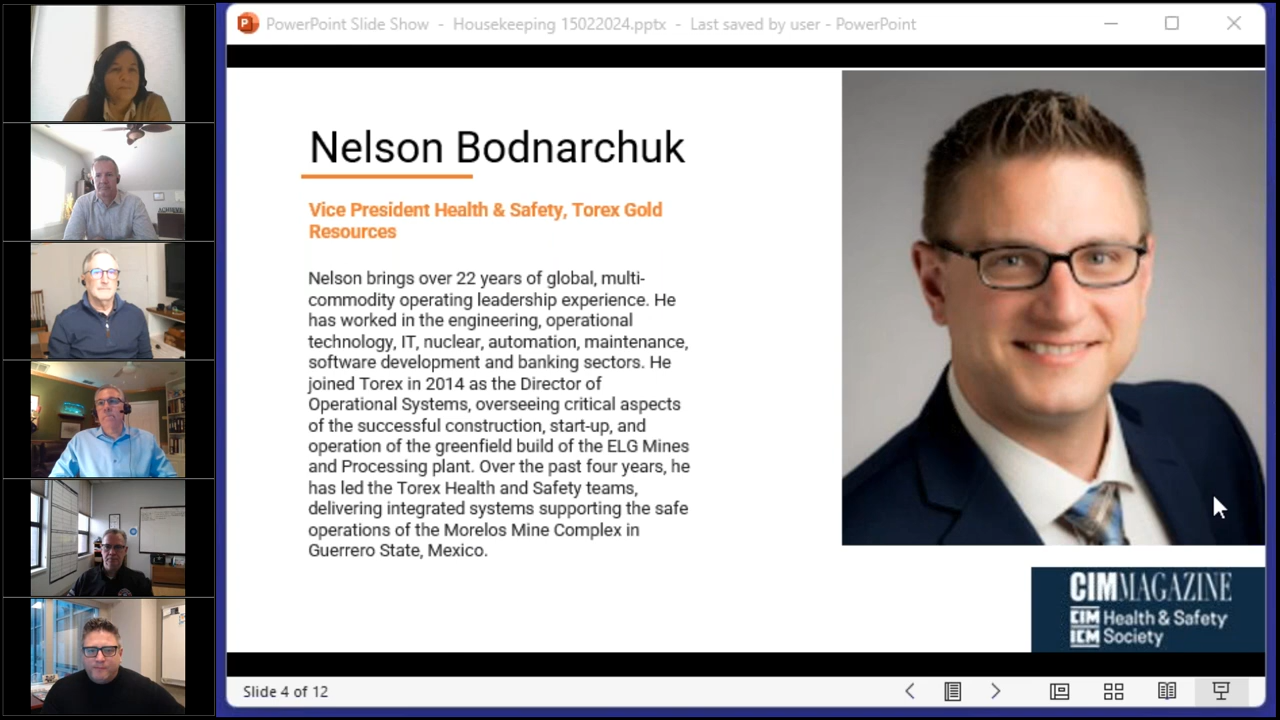 PowerPoint Slide Show - Housekeeping 15022024.pptx - Last saved by user - PowerPoint
Nelson Bodnarchuk
Vice President Health & Safety, Torex Gold
Resources
Nelson brings over 22 years of global, multi-
commodity operating leadership experience. He
has worked in the engineering, operational
technology, IT, nuclear, automation, maintenance,
software development and banking sectors. He
joined Torex in 2014 as the Director of
Operational Systems, overseeing critical aspects
of the successful construction, start-up, and
operation of the greenfield build of the ELG Mines
and Processing plant. Over the past four years, he
has led the Torex Health and Safety teams,
delivering integrated systems supporting the safe
operations of the Morelos Mine Complex in
Guerrero State, Mexico.
CIM MAGAZINE
CIM Health & Safety
ICM Society
Slide 4 of 12